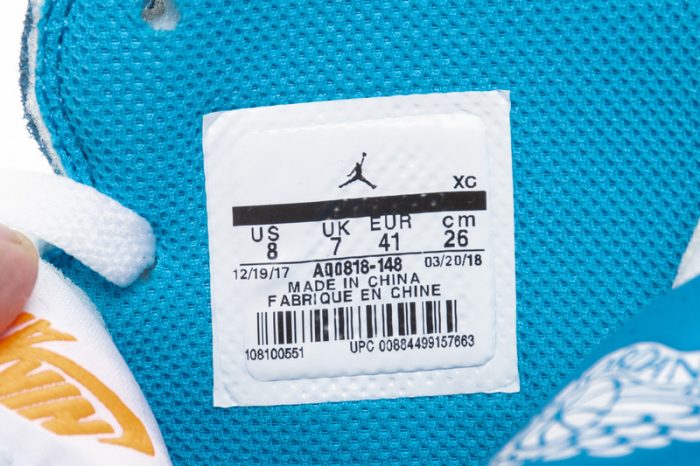 XC
US UK EUR cm
8 7 41 26
12/19/17 AQ0818-148 03/20/18
MADE IN CHINA
FABRIQUE EN CHINE
108100551 UPC 00884499157663